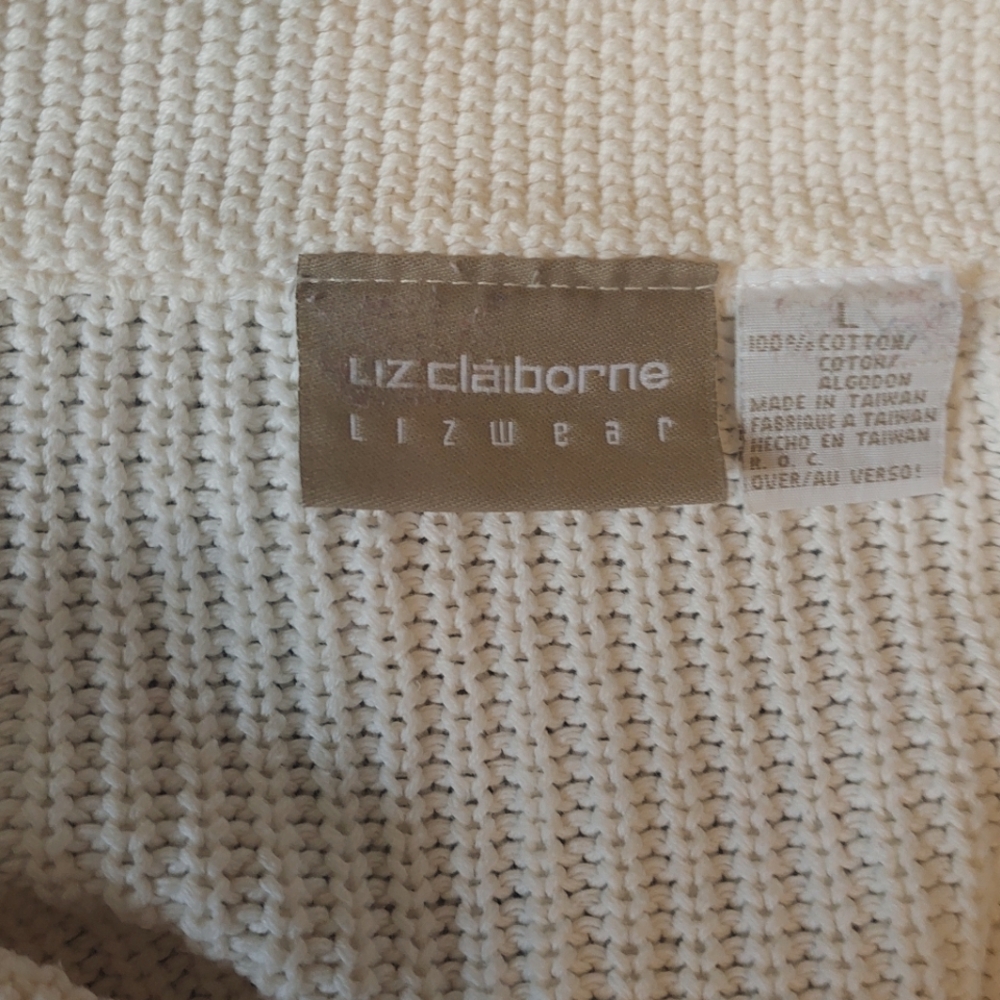 Liz claiborne
Lizwear
L
100% COTTON/
COTON/
ALGODON
MADE IN TAIWAN
FABRIQUE A TAIWAN
HECHO EN TAIWAN
R. O. C.
OVER/AU VERSO!